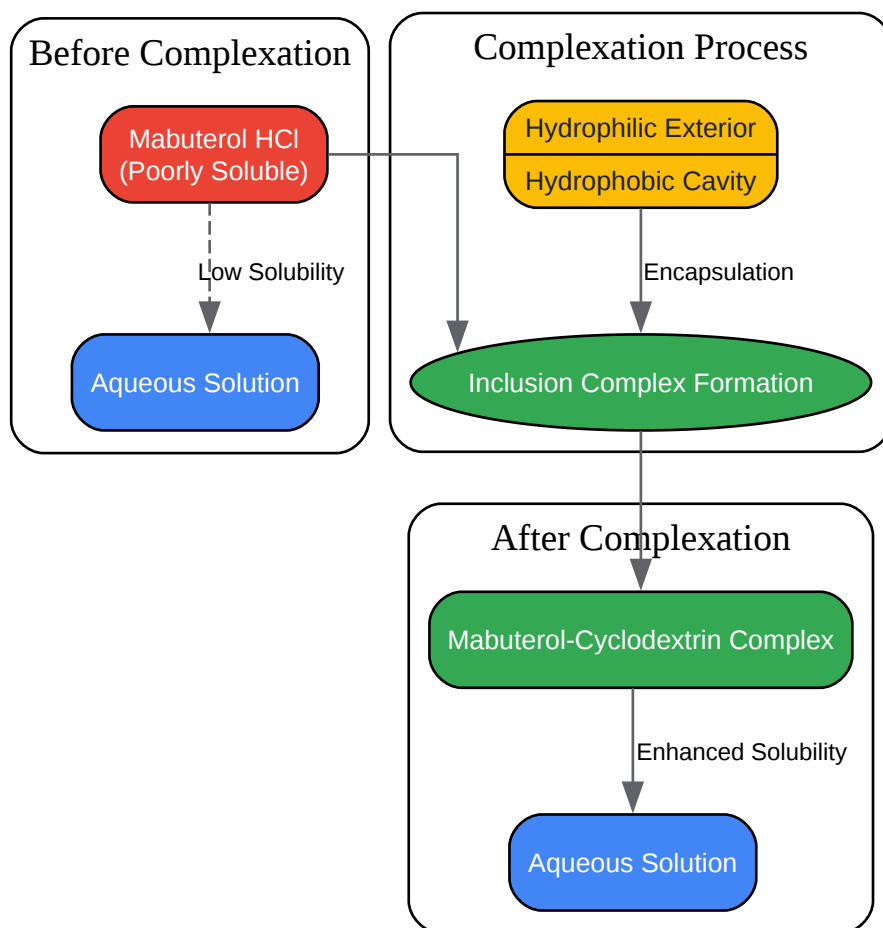 Before Complexation
Mabuterol HCl
(Poorly Soluble)
Low Solubility
Aqueous Solution
Complexation Process
Hydrophilic Exterior
Hydrophobic Cavity
Encapsulation
Inclusion Complex Formation
After Complexation
Mabuterol-Cyclodextrin Complex
Enhanced Solubility
Aqueous Solution